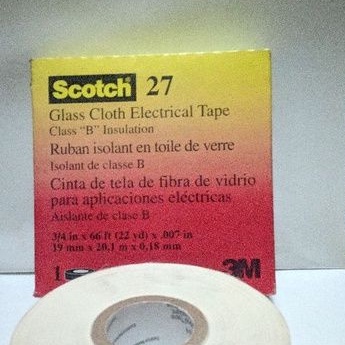 Scotch 27
Glass Cloth Electrical Tape
Class "B" Insulation
Ruban isolant en toile de verre
Isolant de classe B
Cinta de tela de fibra de vidrio
para aplicaciones eléctricas
Aislante de clase B
3/4 in x 66 ft (22 yd) x .007 in
19 mm x 20,1 m x 0,18 mm
1
3M